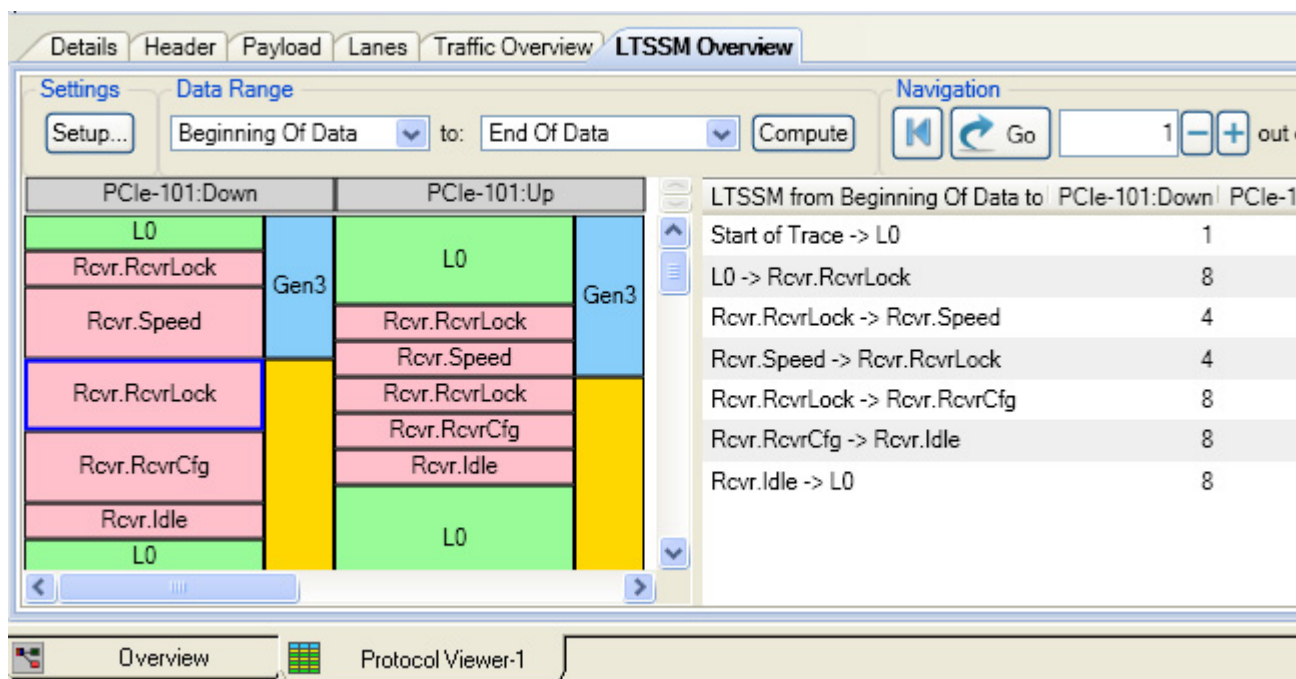 Details Header Payload Lanes Traffic Overview LTSSM Overview
Settings Data Range Navigation
Setup... Beginning Of Data to: End Of Data Compute Go 1 out
PCIe-101:Down PCIe-101:Up
L0
Rcvr.RcvrLock
Rcvr.Speed
Rcvr.RcvrLock
Rcvr.RcvrCfg
Rcvr.Idle
L0
Gen3
L0
Rcvr.RcvrLock
Rcvr.Speed
Rcvr.RcvrLock
Rcvr.RcvrCfg
Rcvr.Idle
L0
Gen3
LTSSM from Beginning Of Data to PCIe-101:Down PCIe-1
Start of Trace -> L0 1
L0 -> Rcvr.RcvrLock 8
Rcvr.RcvrLock -> Rcvr.Speed 4
Rcvr.Speed -> Rcvr.RcvrLock 4
Rcvr.RcvrLock -> Rcvr.RcvrCfg 8
Rcvr.RcvrCfg -> Rcvr.Idle 8
Rcvr.Idle -> L0 8
Overview Protocol Viewer-1